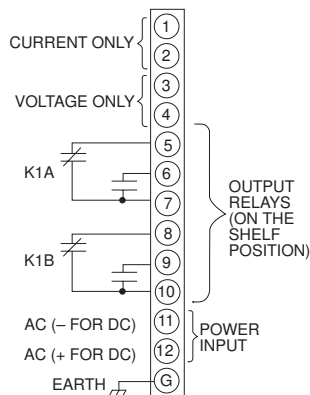 CURRENT ONLY
1
2
VOLTAGE ONLY
3
4
5
K1A
6
7
OUTPUT
RELAYS
(ON THE
SHELF
POSITION)
8
K1B
9
10
AC (– FOR DC)
11
POWER
INPUT
AC (+ FOR DC)
12
EARTH
G